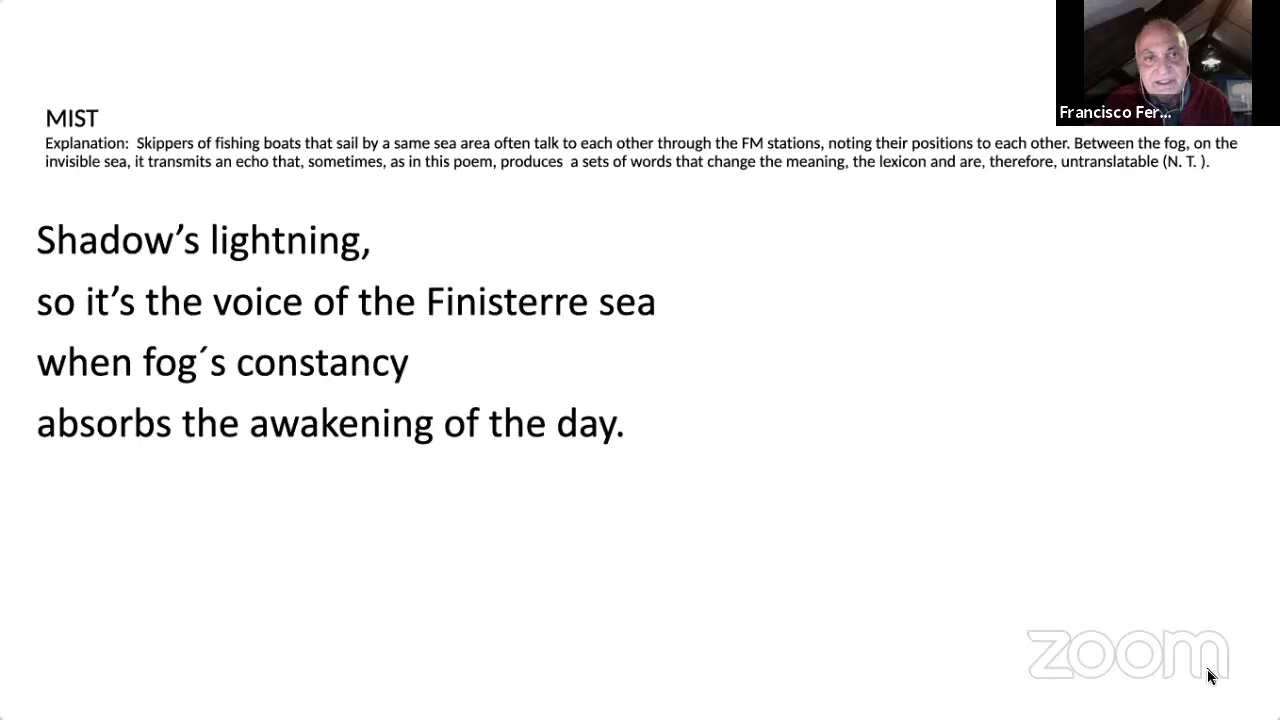 MIST
Explanation:  Skippers of fishing boats that sail by a same sea area often talk to each other through the FM stations, noting their positions to each other. Between the fog, on the
invisible sea, it transmits an echo that, sometimes, as in this poem, produces  a sets of words that change the meaning, the lexicon and are, therefore, untranslatable (N. T. ).
Shadow’s lightning,
so it’s the voice of the Finisterre sea
when fog´s constancy
absorbs the awakening of the day.
Francisco Fer...
zoom